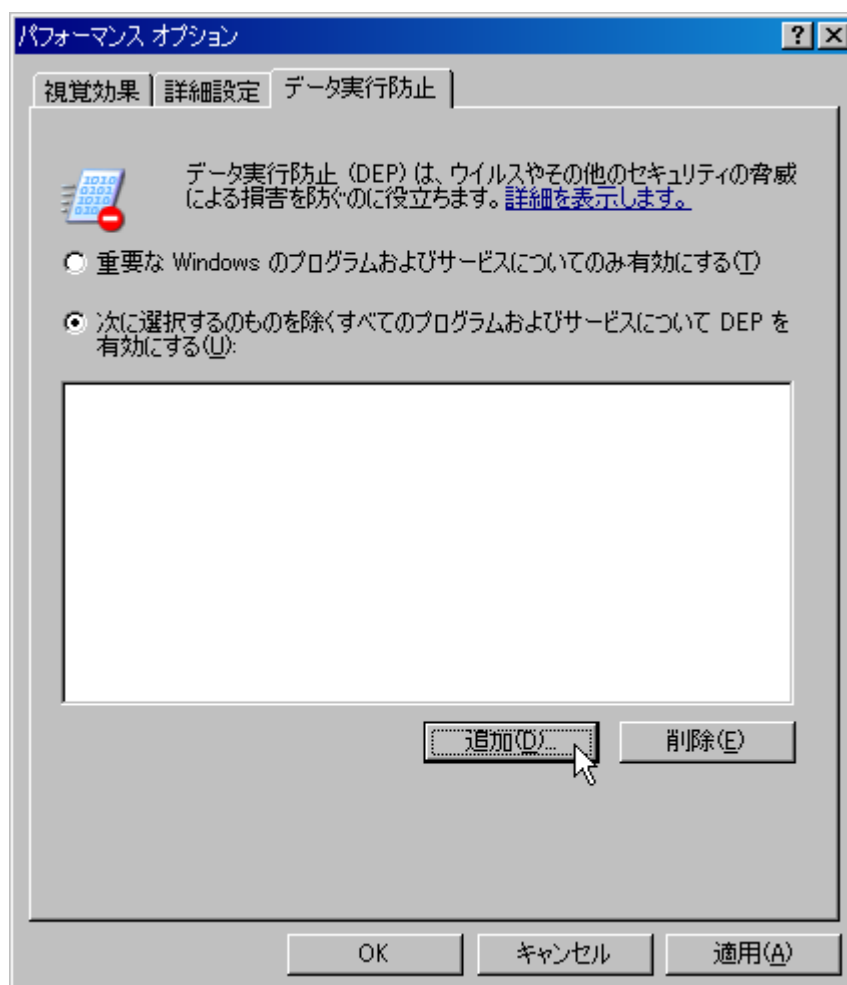 パフォーマンス オプション
視覚効果 詳細設定 データ実行防止
データ実行防止 (DEP) は、ウイルスやその他のセキュリティの脅威
による損害を防ぐのに役立ちます。詳細を表示します。
重要な Windows のプログラムおよびサービスについてのみ有効にする(T)
次に選択するのものを除くすべてのプログラムおよびサービスについて DEP を
有効にする(U):
追加(D)... 削除(E)
OK キャンセル 適用(A)